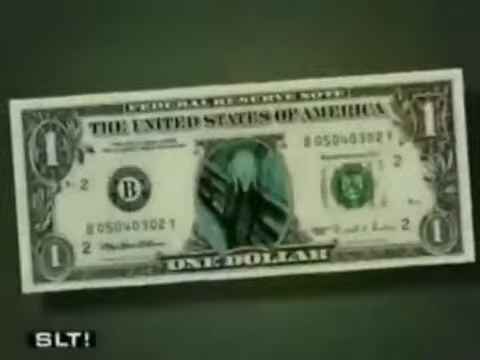 FEDERAL RESERVE NOTE
THE UNITED STATES OF AMERICA
1
1
B 05040302 Y
2
2
B
B 05040302 Y
2
2
1
1
ONE DOLLAR
SLT!